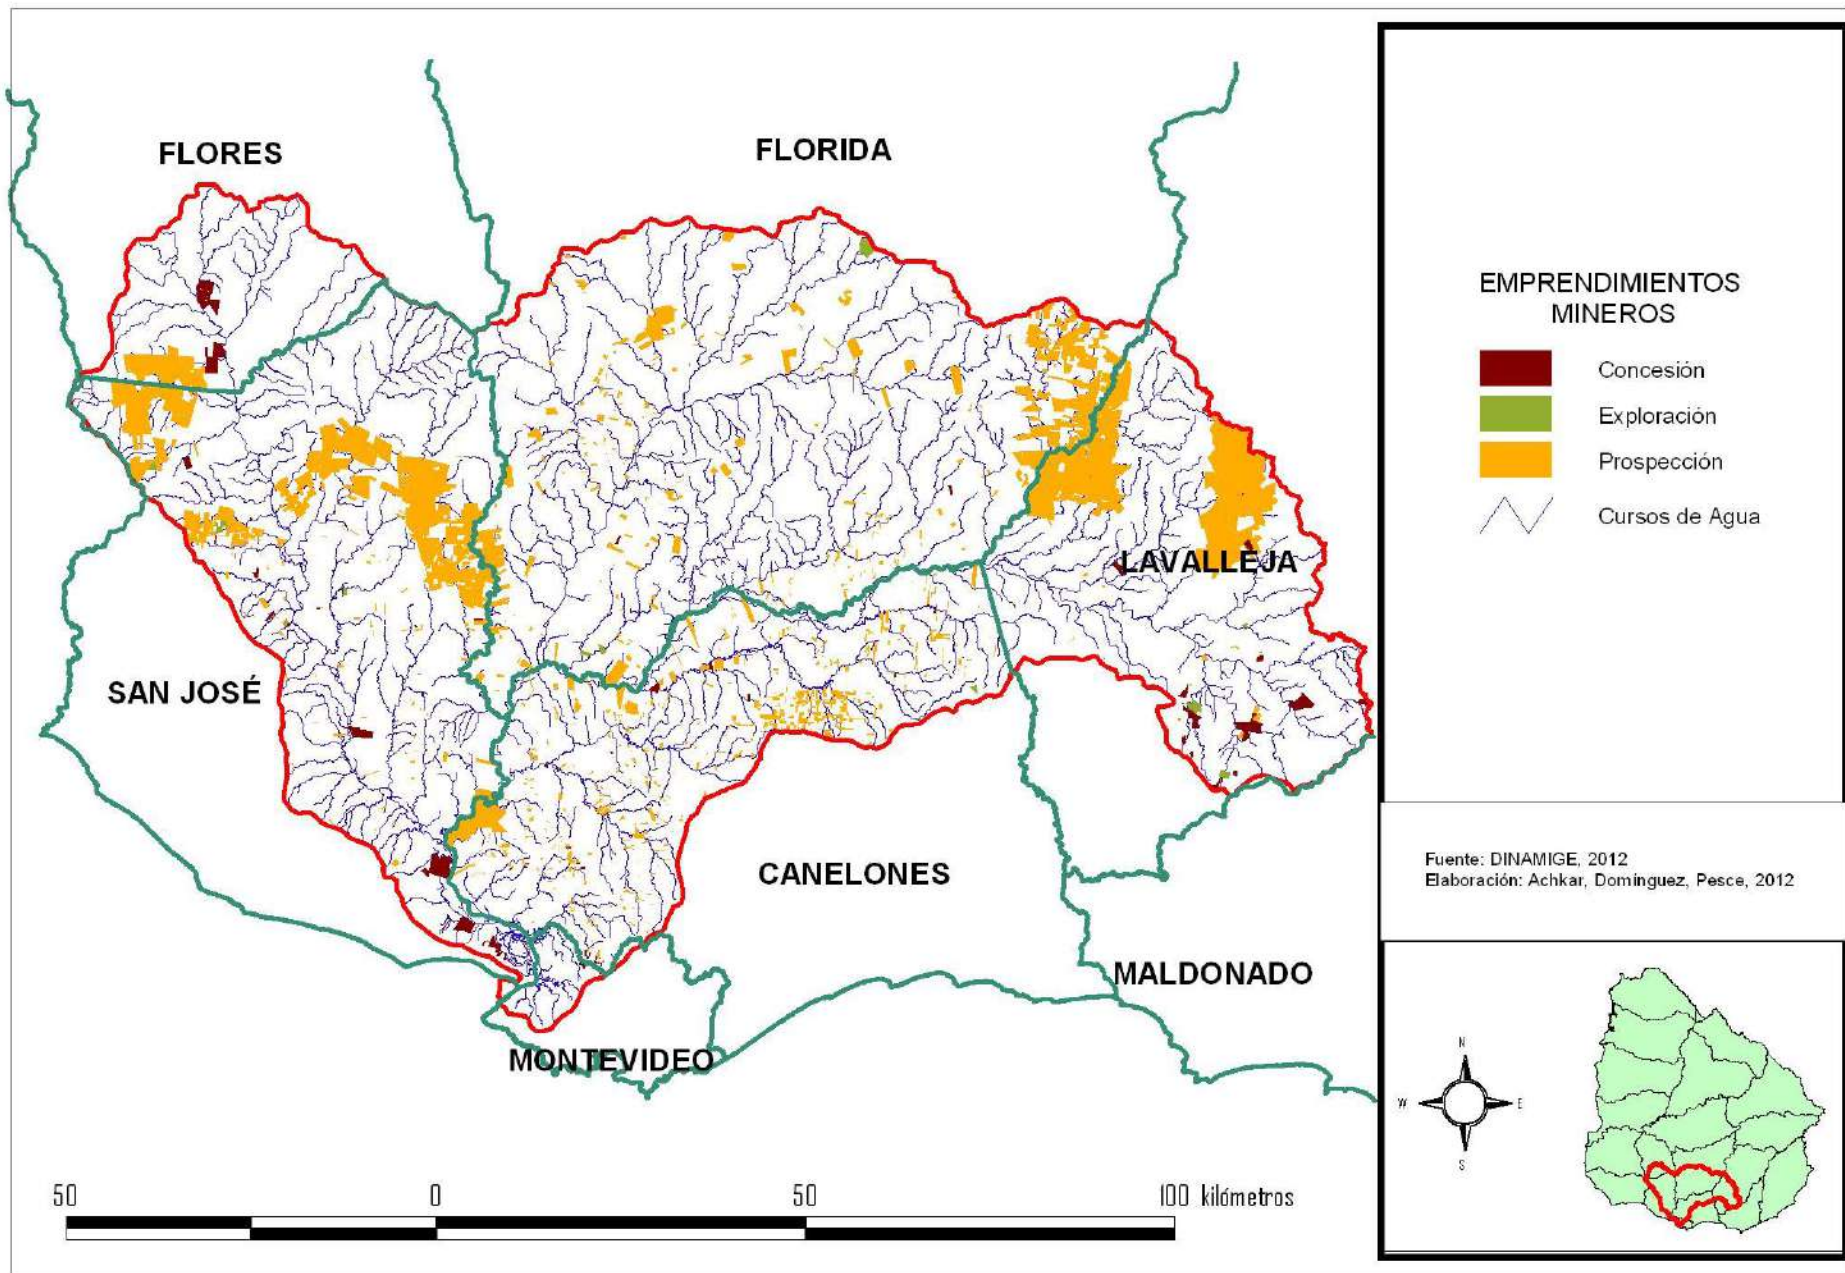 FLORES
FLORIDA
LAVALLEJA
SAN JOSÉ
CANELONES
MALDONADO
MONTEVIDEO
50 0 50 100 kilómetros
EMPRENDIMIENTOS
MINEROS
Concesión
Exploración
Prospección
Cursos de Agua
Fuente: DINAMIGE, 2012
Elaboración: Achkar, Dominguez, Pesce, 2012
N
W E
S